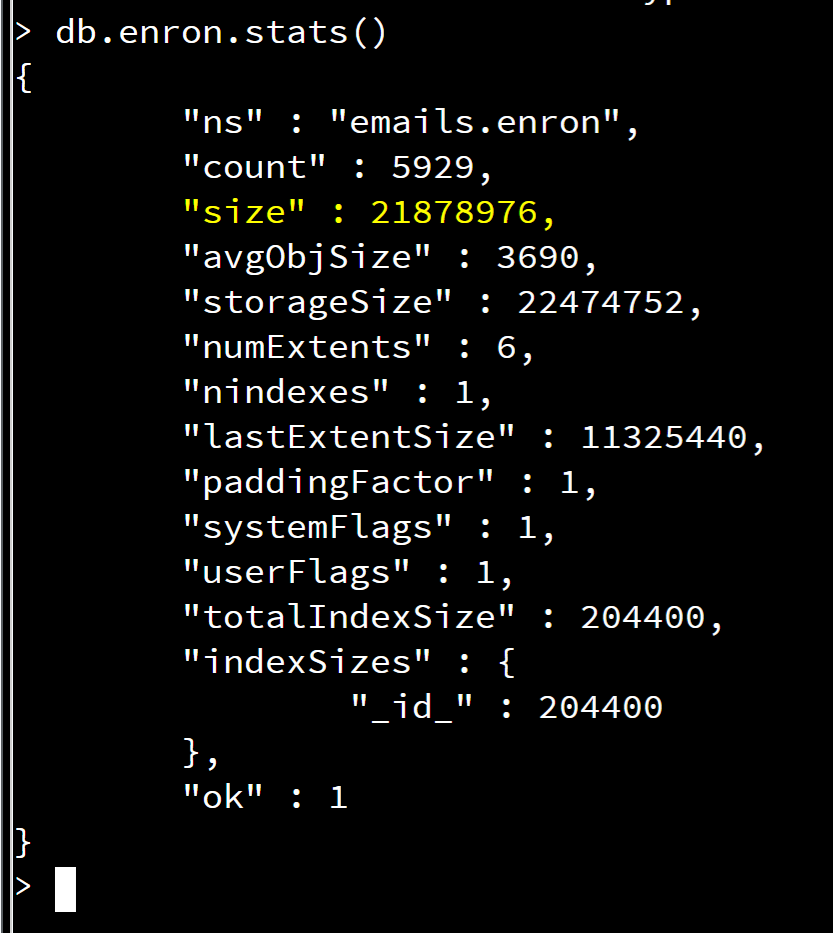 > db.enron.stats()
{
"ns" : "emails.enron",
"count" : 5929,
"size" : 21878976,
"avgObjSize" : 3690,
"storageSize" : 22474752,
"numExtents" : 6,
"nindexes" : 1,
"lastExtentSize" : 11325440,
"paddingFactor" : 1,
"systemFlags" : 1,
"userFlags" : 1,
"totalIndexSize" : 204400,
"indexSizes" : {
"_id_" : 204400
},
"ok" : 1
}
>